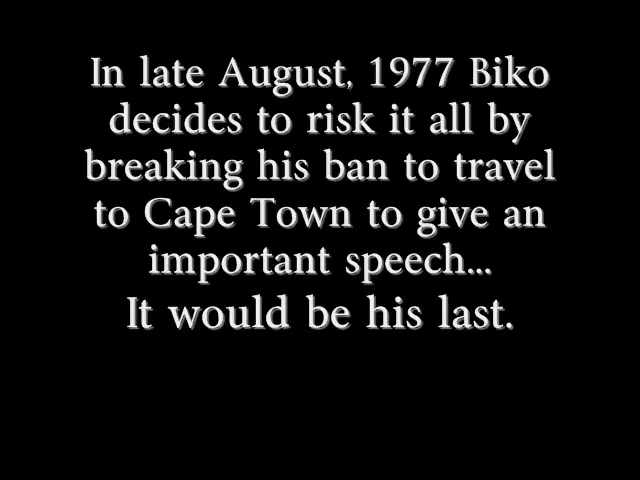 In late August, 1977 Biko
decides to risk it all by
breaking his ban to travel
to Cape Town to give an
important speech...
It would be his last.